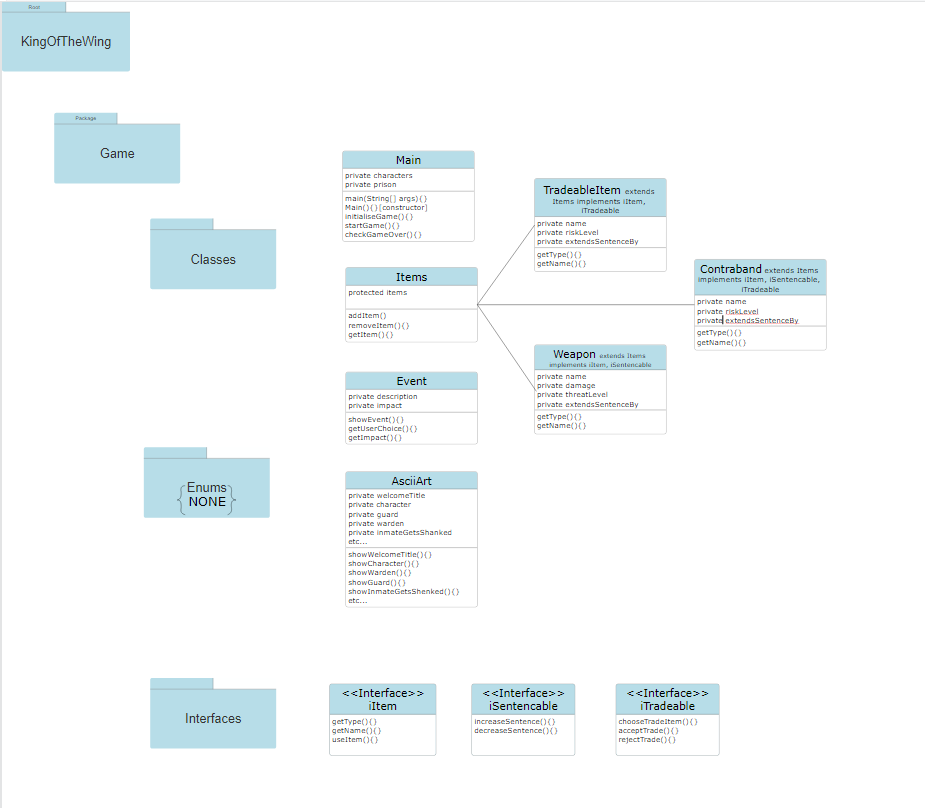 Root
KingOfTheWing
Package
Game
Classes
Main
private characters
private prison
main(String[] args){}
Main(){}[constructor]
initialiseGame(){}
startGame(){}
checkGameOver(){}
TradeableItem extends
Items implements iItem,
iTradeable
private name
private riskLevel
private extendsSentenceBy
getType(){}
getName(){}
Items
protected items
addItem()
removeItem(){}
getItem(){}
Contraband extends Items
implements iItem, iSentencable,
iTradeable
private name
private riskLevel
private extendsSentenceBy
getType(){}
getName(){}
Weapon extends Items
implements iItem, iSentencable
private name
private damage
private threatLevel
private extendsSentenceBy
getType(){}
getName(){}
Event
private description
private impact
showEvent(){}
getUserChoice(){}
getImpact(){}
Enums
{NONE}
AsciiArt
private welcomeTitle
private character
private guard
private warden
private inmateGetsShanked
etc...
showWelcomeTitle(){}
showCharacter(){}
showWarden(){}
showGuard(){}
showInmateGetsShenked(){}
etc...
Interfaces
<<Interface>>
iItem
getType(){}
getName(){}
useItem(){}
<<Interface>>
iSentencable
increaseSentence(){}
decreaseSentence(){}
<<Interface>>
iTradeable
chooseTradeItem(){}
acceptTrade(){}
rejectTrade(){}